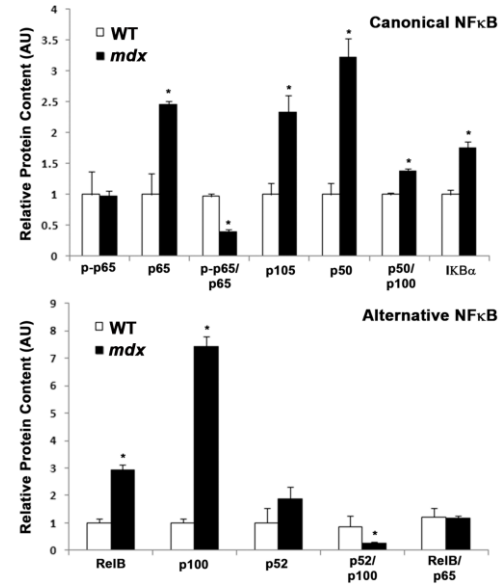 Canonical NFκB
WT
mdx
Relative Protein Content (AU)
4
3.5
3
2.5
2
1.5
1
0.5
0
* * * * * * 
p-p65 p65 p-p65/ p105 p50 p50/ IKBα
p65 p100
Alternative NFκB
WT
mdx
Relative Protein Content (AU)
9
8
7
6
5
4
3
2
1
0
* * *
RelB p100 p52 p52/ RelB/
p100 p65